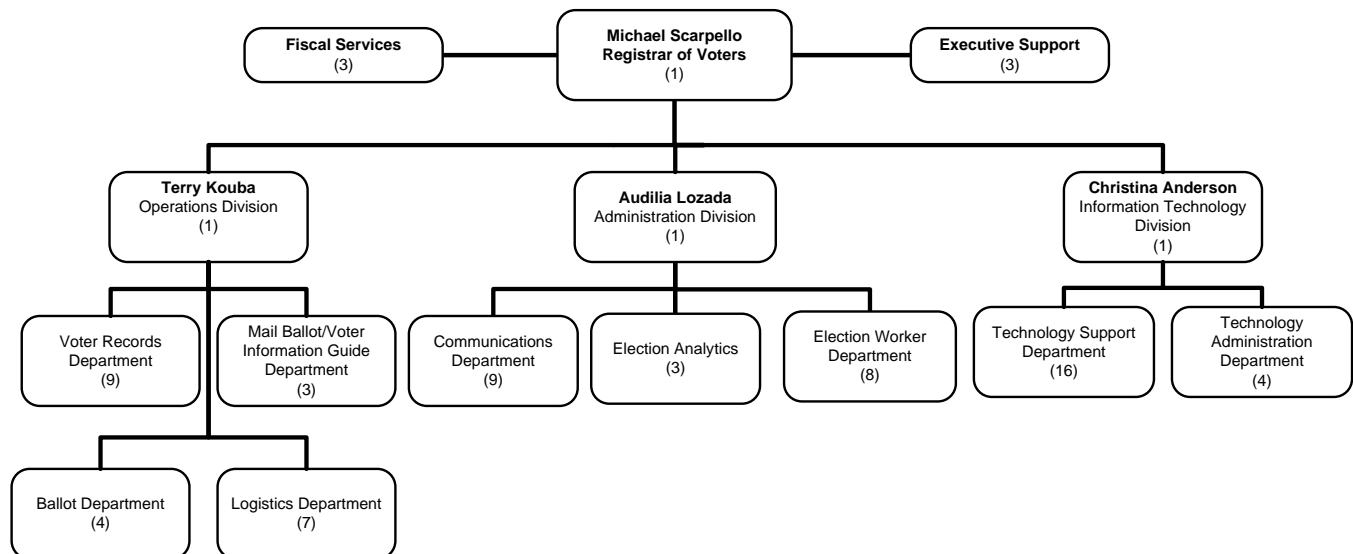 Fiscal Services
(3)
Michael Scarpello
Registrar of Voters
(1)
Executive Support
(3)
Terry Kouba
Operations Division
(1)
Audilia Lozada
Administration Division
(1)
Christina Anderson
Information Technology
Division
(1)
Voter Records
Department
(9)
Mail Ballot/Voter
Information Guide
Department
(3)
Communications
Department
(9)
Election Analytics
(3)
Election Worker
Department
(8)
Technology Support
Department
(16)
Technology
Administration
Department
(4)
Ballot Department
(4)
Logistics Department
(7)